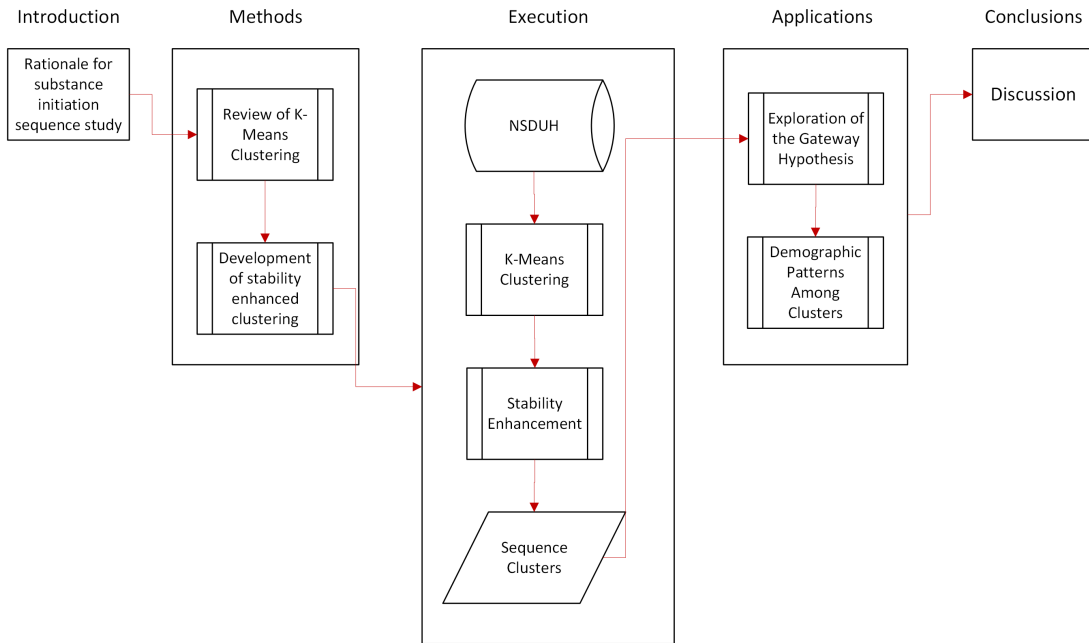 Introduction
Methods
Execution
Applications
Conclusions
Rationale for
substance
initiation
sequence study
Review of K-
Means
Clustering
Development
of stability
enhanced
clustering
NSDUH
K-Means
Clustering
Stability
Enhancement
Sequence
Clusters
Exploration of
the Gateway
Hypothesis
Demographic
Patterns
Among
Clusters
Discussion